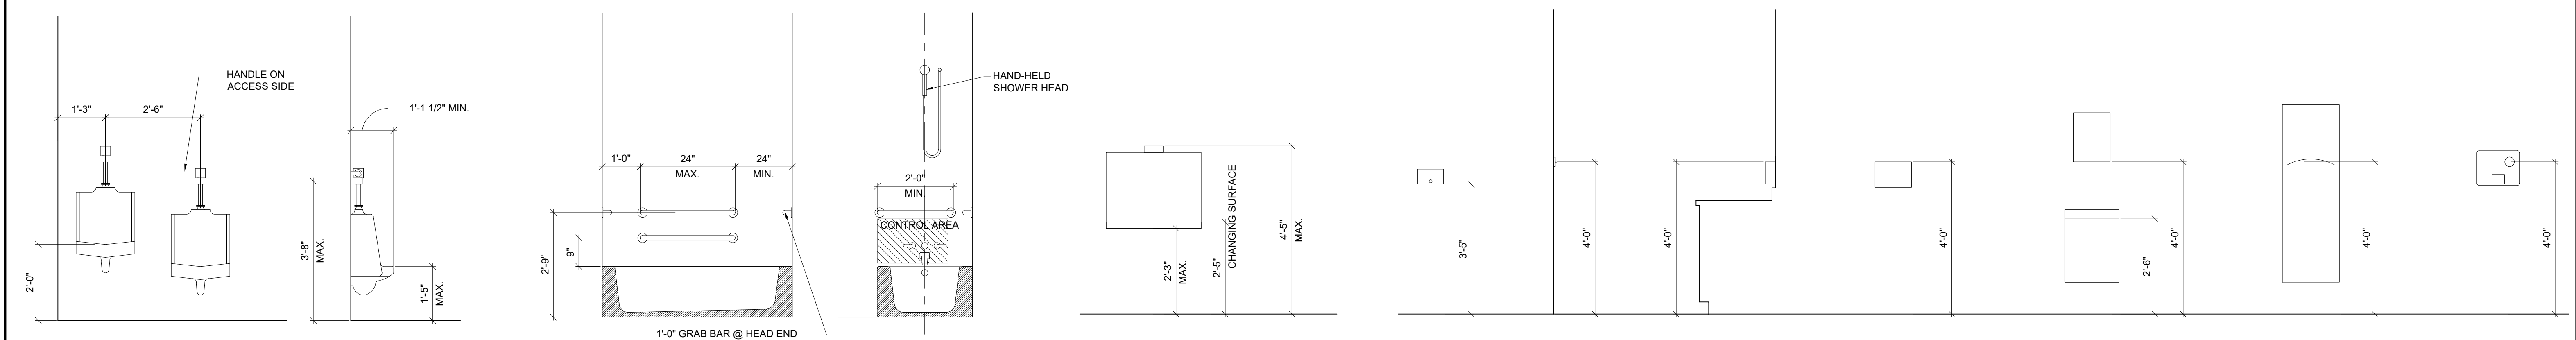 HANDLE ON
ACCESS SIDE
1'-3"
2'-6"
2'-0"
1'-1 1/2" MIN.
3'-8"
MAX.
1'-5"
MAX.
1'-0"
24"
MAX.
24"
MIN.
2'-9"
9"
1'-0" GRAB BAR @ HEAD END
HAND-HELD
SHOWER HEAD
2'-0"
MIN.
CONTROL AREA
2'-3"
MAX.
2'-5"
CHANGING SURFACE
4'-5"
MAX.
3'-5"
4'-0"
4'-0"
4'-0"
2'-6"
4'-0"
4'-0"
4'-0"